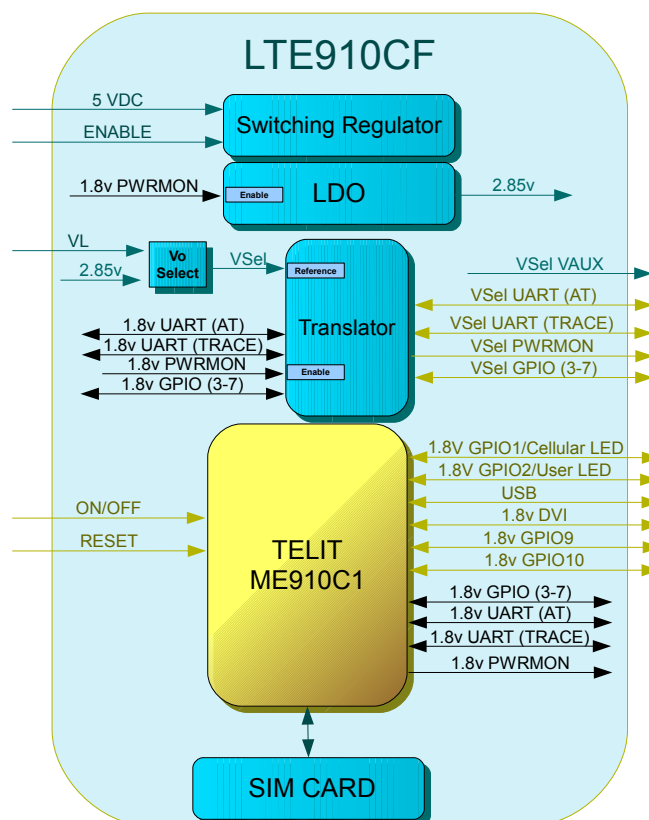 LTE910CF
5 VDC
Switching Regulator
ENABLE
LDO
1.8v PWRMON
Enable
2.85v
VL
Vo
Select
VSel
2.85v
Reference
VSel VAUX
VSel UART (AT)
Translator
1.8v UART (AT)
VSel UART (TRACE)
1.8v UART (TRACE)
VSel PWRMON
1.8v PWRMON
Enable
VSel GPIO (3-7)
1.8v GPIO (3-7)
1.8V GPIO1/Cellular LED
1.8V GPIO2/User LED
USB
ON/OFF
1.8v DVI
RESET
1.8v GPIO9
TELIT
ME910C1
1.8v GPIO10
1.8v GPIO (3-7)
1.8v UART (AT)
1.8v UART (TRACE)
1.8v PWRMON
SIM CARD